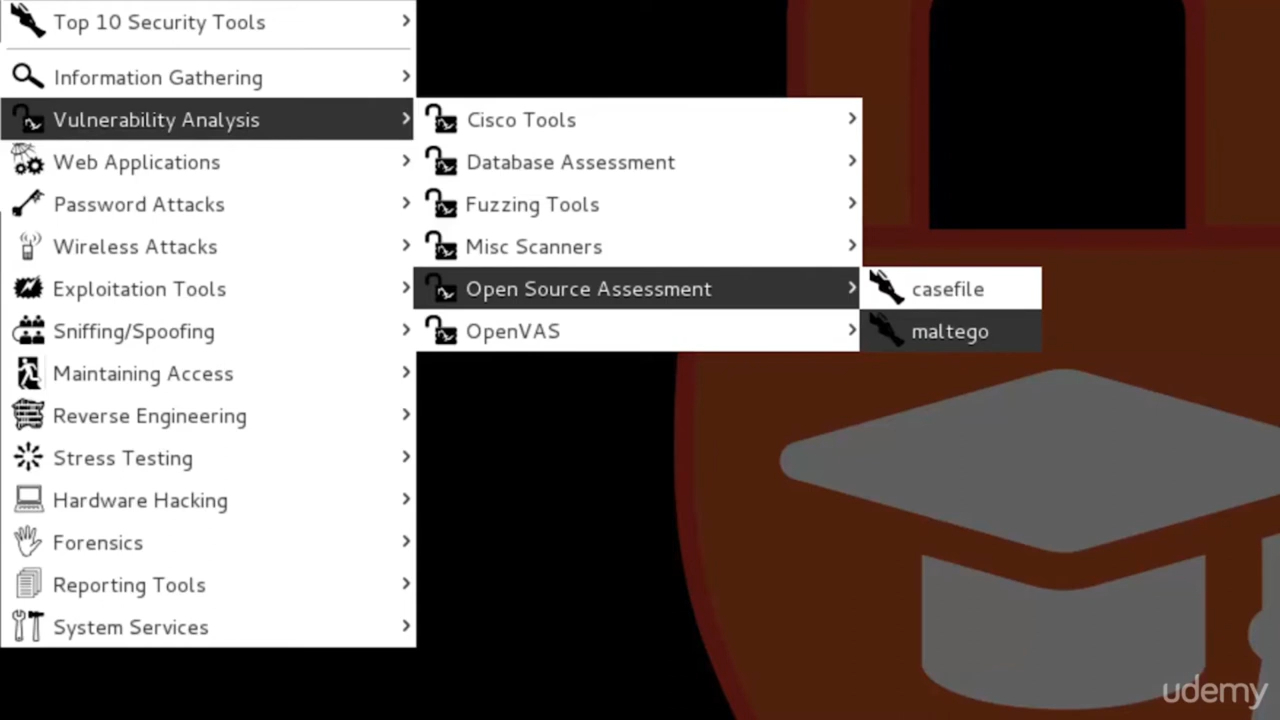 Top 10 Security Tools
Information Gathering
Vulnerability Analysis
Web Applications
Password Attacks
Wireless Attacks
Exploitation Tools
Sniffing/Spoofing
Maintaining Access
Reverse Engineering
Stress Testing
Hardware Hacking
Forensics
Reporting Tools
System Services
Cisco Tools
Database Assessment
Fuzzing Tools
Misc Scanners
Open Source Assessment
OpenVAS
casefile
maltego
udemy